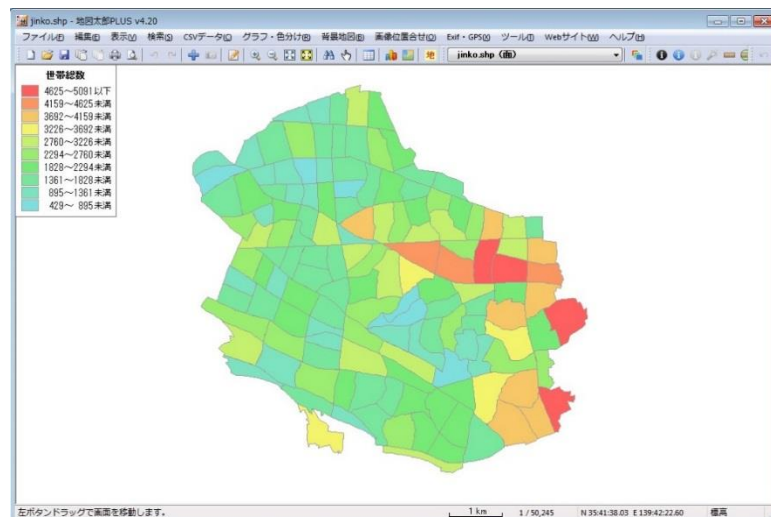 jinko.shp - 地図太郎PLUS v4.20
ファイル(F) 編集(E) 表示(V) 検索(S) CSVデータ(C) グラフ・色分け(B) 背景地図(G) 画像位置合せ(D) Exif・GPS(X) ツール(T) Webサイト(W) ヘルプ(H)
地 jinko.shp (面)
世帯総数
4625～5091以下
4159～4625未満
3692～4159未満
3226～3692未満
2760～3226未満
2294～2760未満
1828～2294未満
1361～1828未満
895～1361未満
429～ 895未満
左ボタンドラッグで画面を移動します。 1 km 1 / 50,245 N 35:41:38.03 E 139:42:22.60 標高